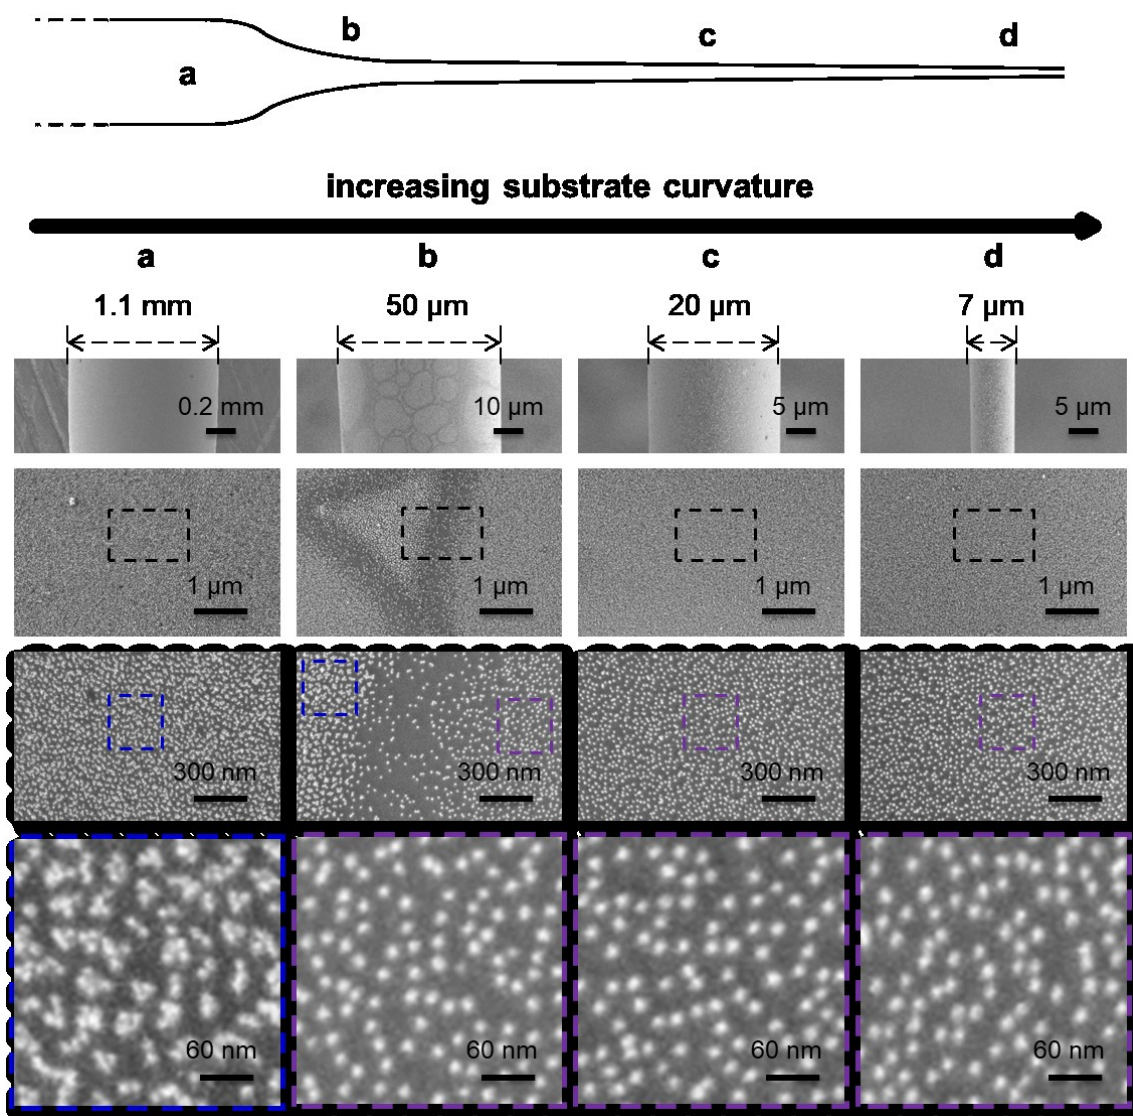 b
c
d
a
increasing substrate curvature
a
b
c
d
1.1 mm
50 µm
20 µm
7 µm
0.2 mm
10 µm
5 µm
5 µm
1 µm
1 µm
1 µm
1 µm
300 nm
300 nm
300 nm
300 nm
60 nm
60 nm
60 nm
60 nm